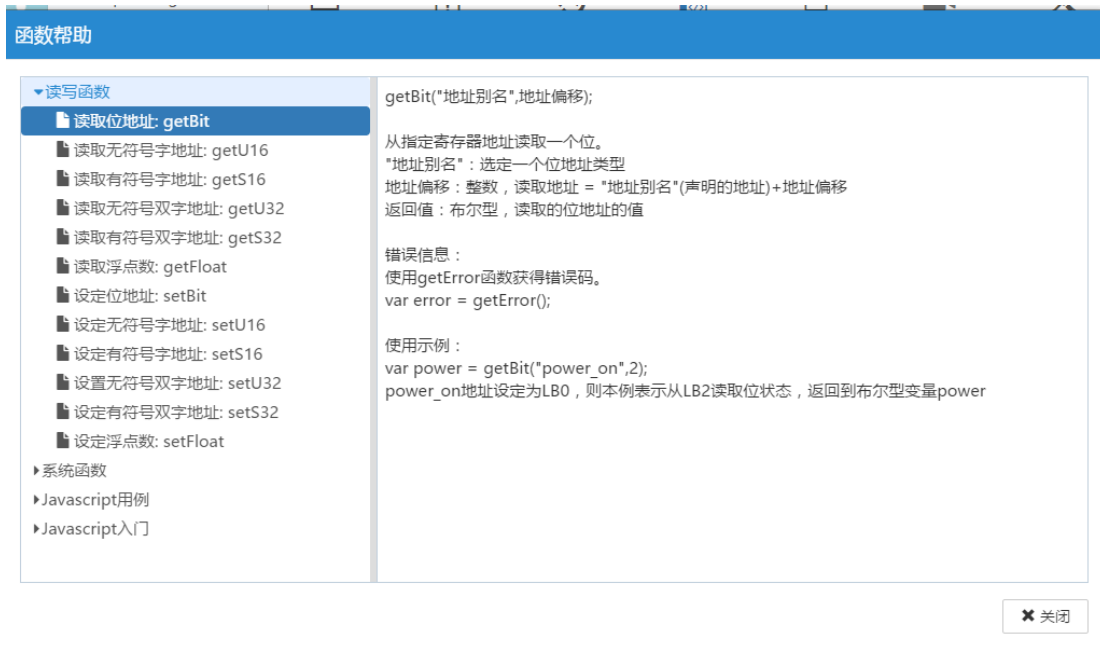 函数帮助
读写函数
读取位地址: getBit
读取无符号字地址: getU16
读取有符号字地址: getS16
读取无符号双字地址: getU32
读取有符号双字地址: getS32
读取浮点数: getFloat
设定位地址: setBit
设定无符号字地址: setU16
设定有符号字地址: setS16
设置无符号双字地址: setU32
设定有符号双字地址: setS32
设定浮点数: setFloat
系统函数
Javascript用例
Javascript入门
getBit("地址别名",地址偏移);
从指定寄存器地址读取一个位。
"地址别名"：选定一个位地址类型
地址偏移：整数，读取地址 = "地址别名"(声明的地址)+地址偏移
返回值：布尔型，读取的位地址的值
错误信息：
使用getError函数获得错误码。
var error = getError();
使用示例：
var power = getBit("power_on",2);
power_on地址设定为LB0，则本例表示从LB2读取位状态，返回到布尔型变量power
关闭